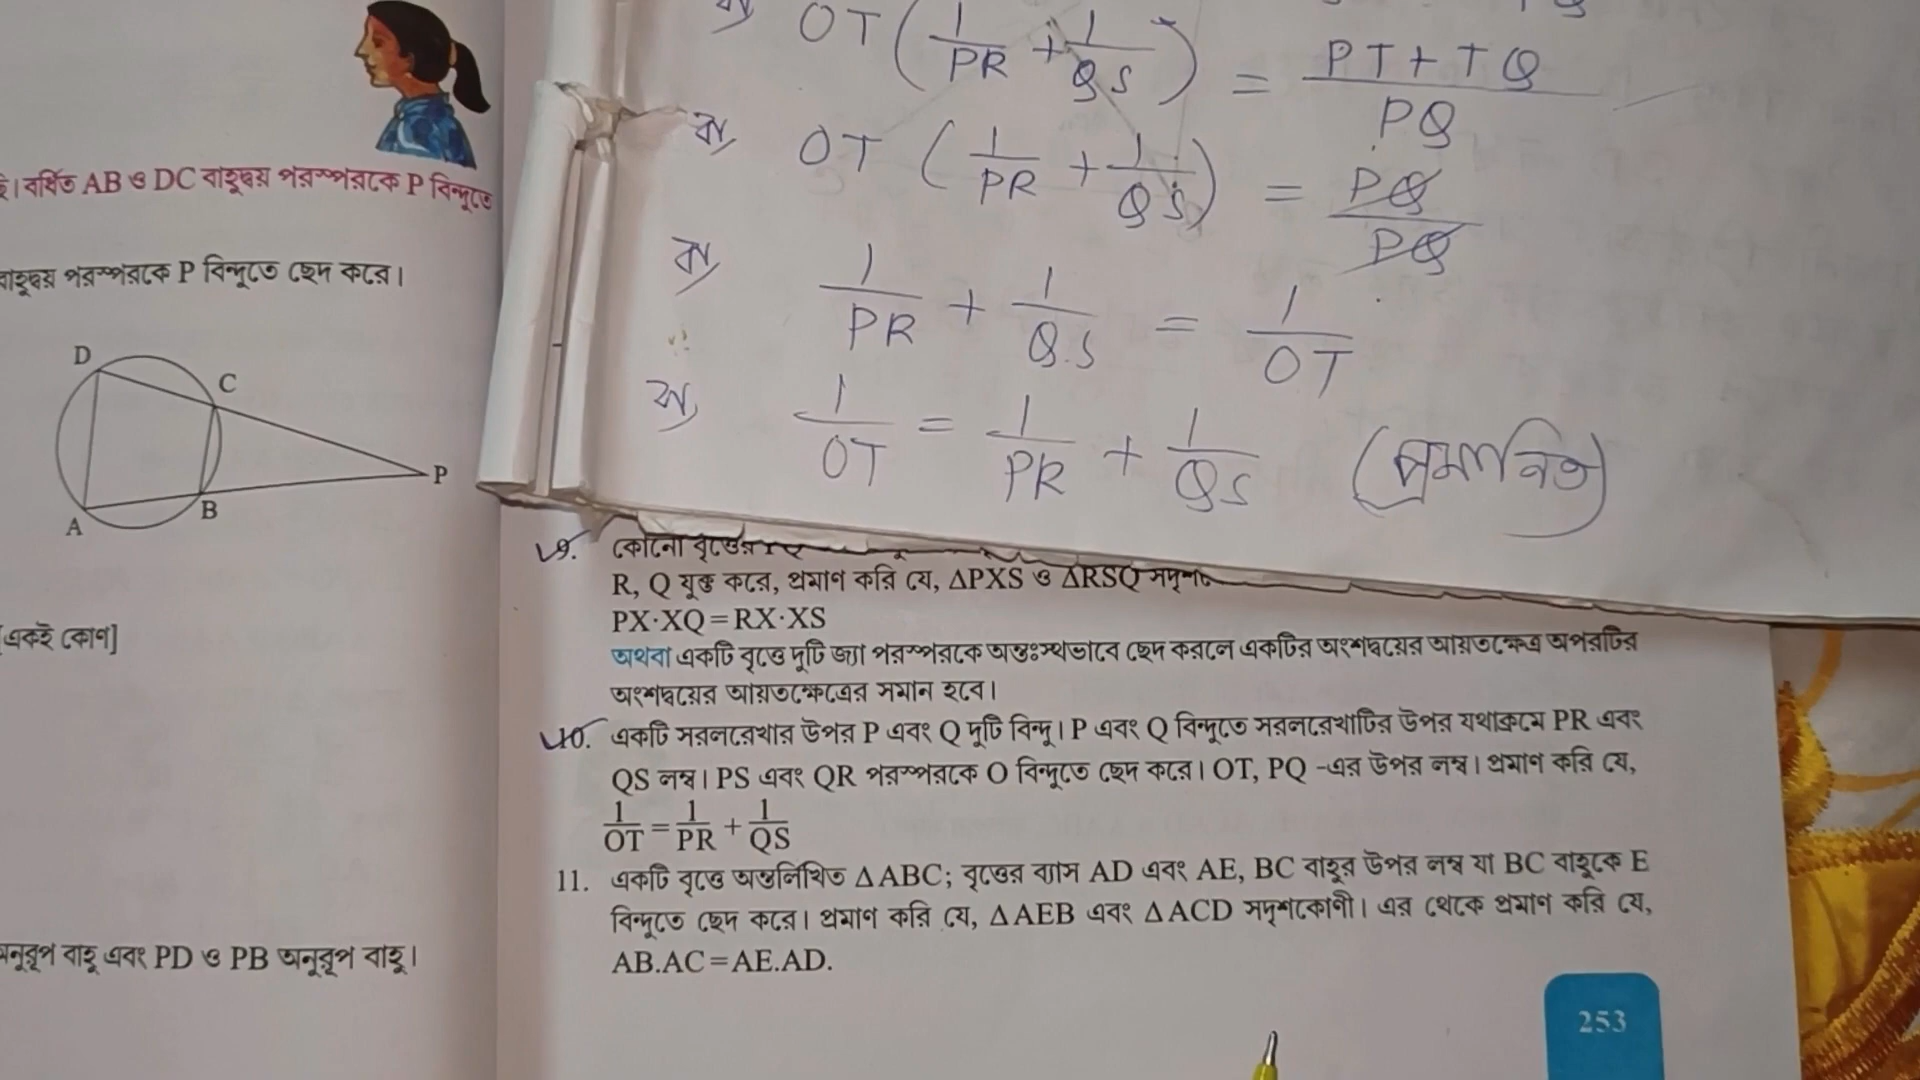 বা, OT (1/PR + 1/QS) = PT + TQ/PQ
বা, OT (1/PR + 1/QS) = PQ/PQ
বা, 1/PR + 1/QS = 1/OT
বা, 1/OT = 1/PR + 1/QS (প্রমানিত)
বর্ধিত AB ও DC বাহুদ্বয় পরস্পরকে P বিন্দুতে
বাহুদ্বয় পরস্পরকে P বিন্দুতে ছেদ করে।
D
C
P
B
A
[একই কোণ]
অনুরূপ বাহু এবং PD ও PB অনুরূপ বাহু।
9. কোনো বৃত্তের
R, Q যুক্ত করে, প্রমাণ করি যে, ΔPXS ও ΔRSQ
PX·XQ=RX·XS
অথবা একটি বৃত্তে দুটি জ্যা পরস্পরকে অন্তঃস্থভাবে ছেদ করলে একটির অংশদ্বয়ের আয়তক্ষেত্র অপরটির
অংশদ্বয়ের আয়তক্ষেত্রের সমান হবে।
10. একটি সরলরেখার উপর P এবং Q দুটি বিন্দু। P এবং Q বিন্দুতে সরলরেখাটির উপর যথাক্রমে PR এবং
QS লম্ব। PS এবং QR পরস্পরকে O বিন্দুতে ছেদ করে। OT, PQ -এর উপর লম্ব। প্রমাণ করি যে,
1/OT = 1/PR + 1/QS
11. একটি বৃত্তে অন্তর্লিখিত ΔABC; বৃত্তের ব্যাস AD এবং AE, BC বাহুর উপর লম্ব যা BC বাহুকে E
বিন্দুতে ছেদ করে। প্রমাণ করি যে, ΔAEB এবং ΔACD সদৃশকোণী। এর থেকে প্রমাণ করি যে,
AB.AC=AE.AD.
253